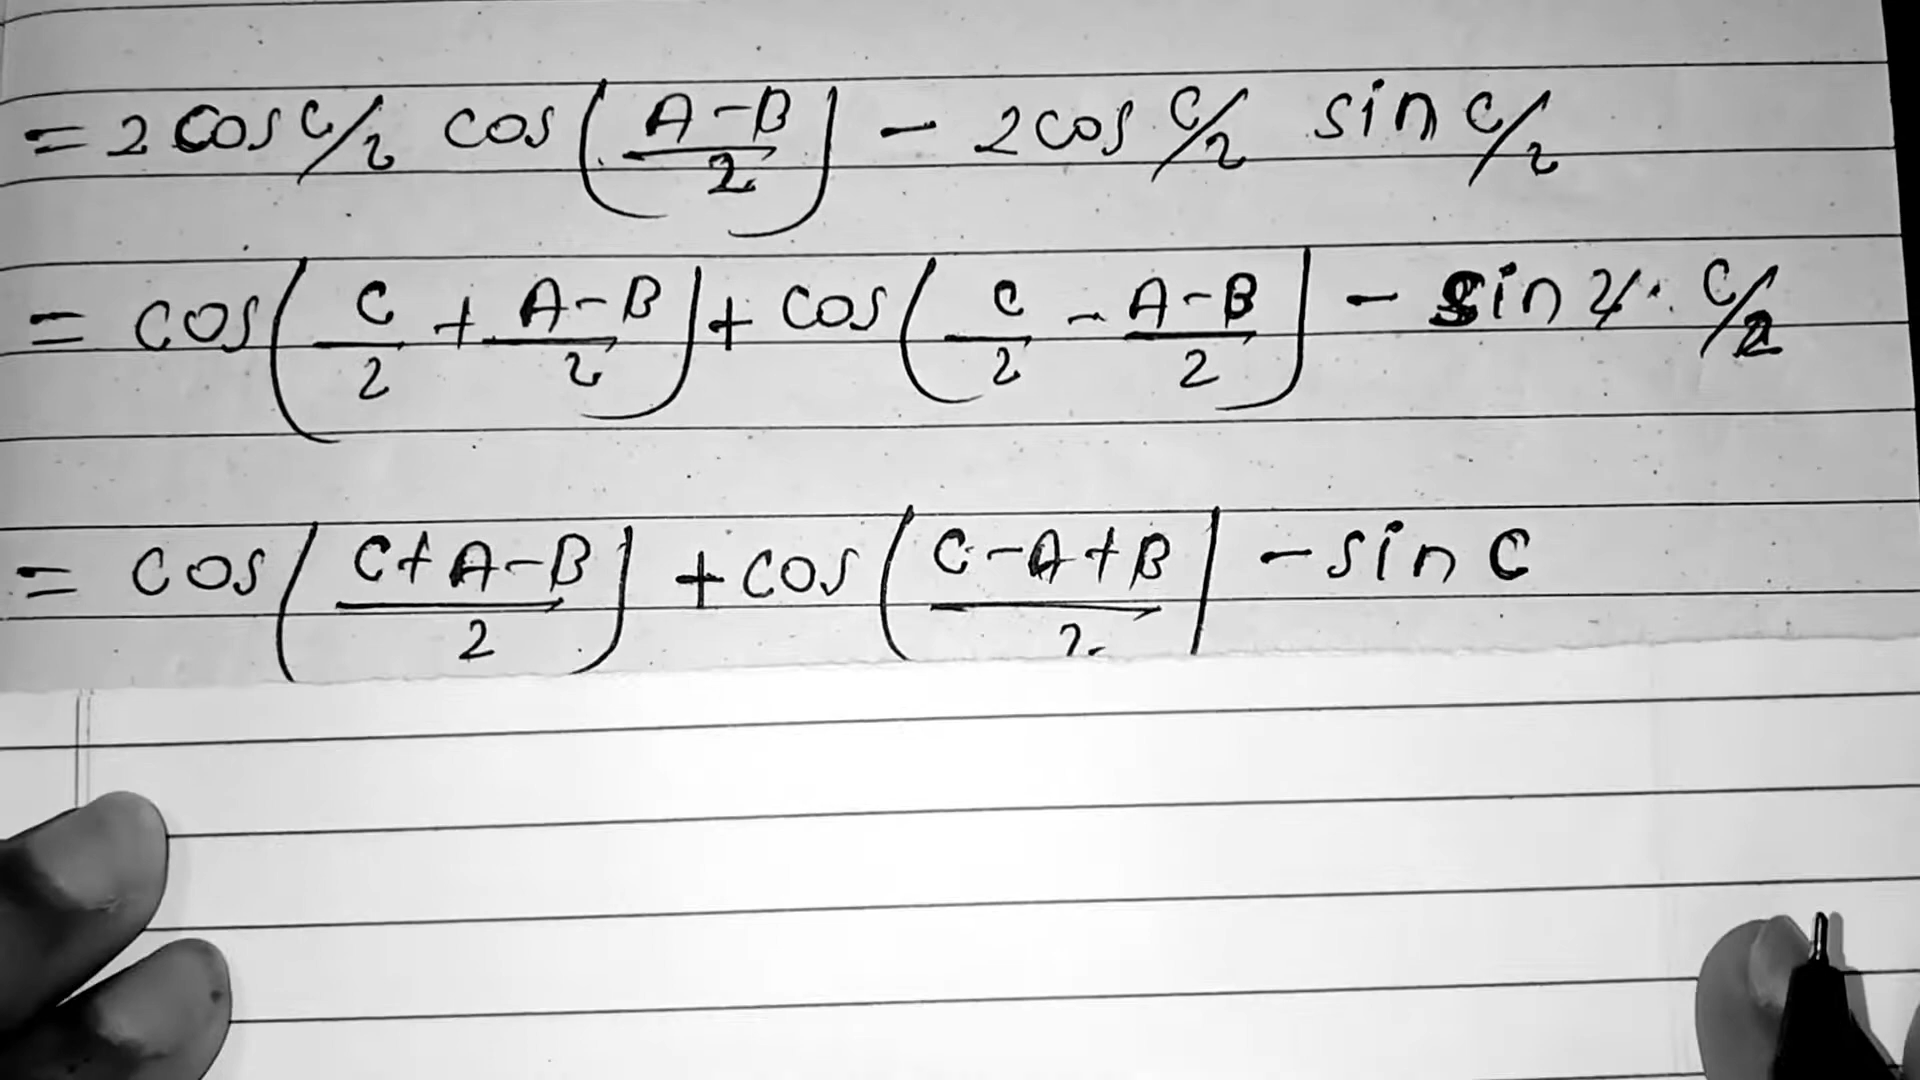 = 2 cos C/2 cos (A-B/2) - 2 cos C/2 sin C/2
= cos (C/2 + A-B/2) + cos (C/2 - A-B/2) - sin 2. C/2
= cos (C+A-B/2) + cos (C-A+B/2) - sin C